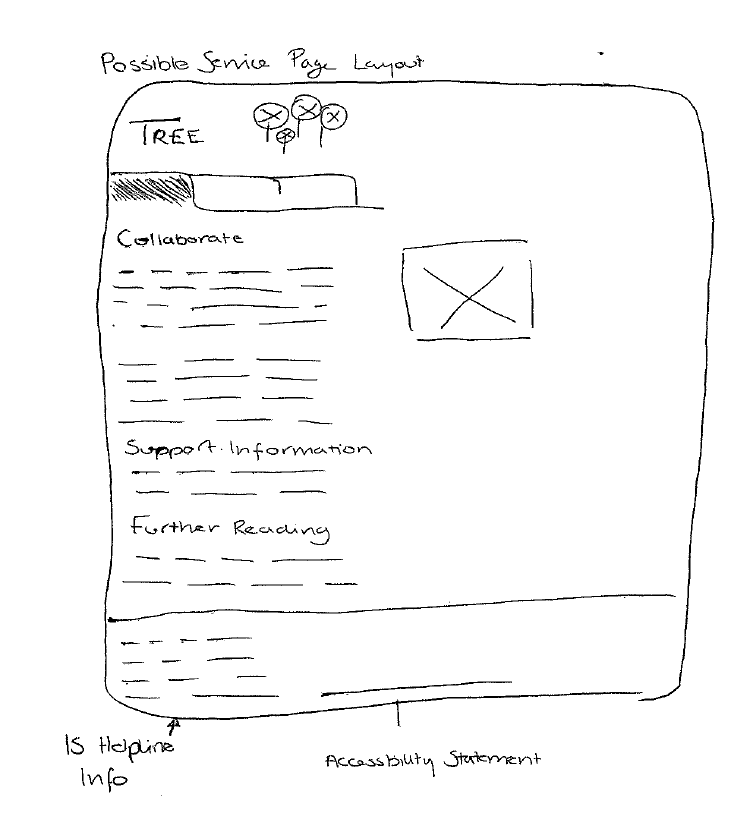 Possible Service Page Layout
TREE
Collaborate
Support Information
Further Reading
IS Helpline
Info
Accessibility Statement